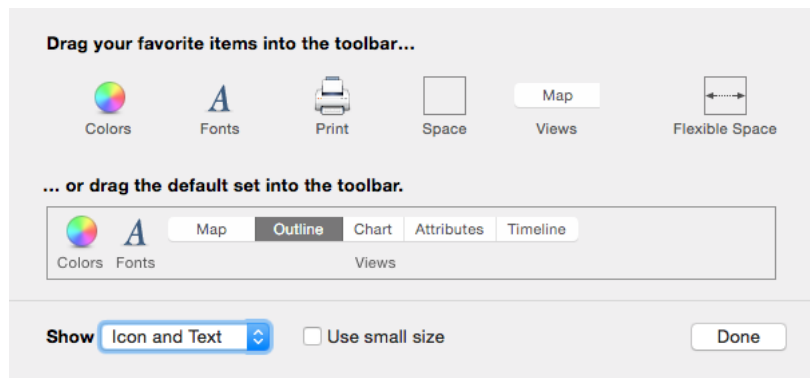 Drag your favorite items into the toolbar...
Map
Colors Fonts Print Space Views Flexible Space
... or drag the default set into the toolbar.
Map Outline Chart Attributes Timeline
Colors Fonts Views
Show Icon and Text Use small size Done